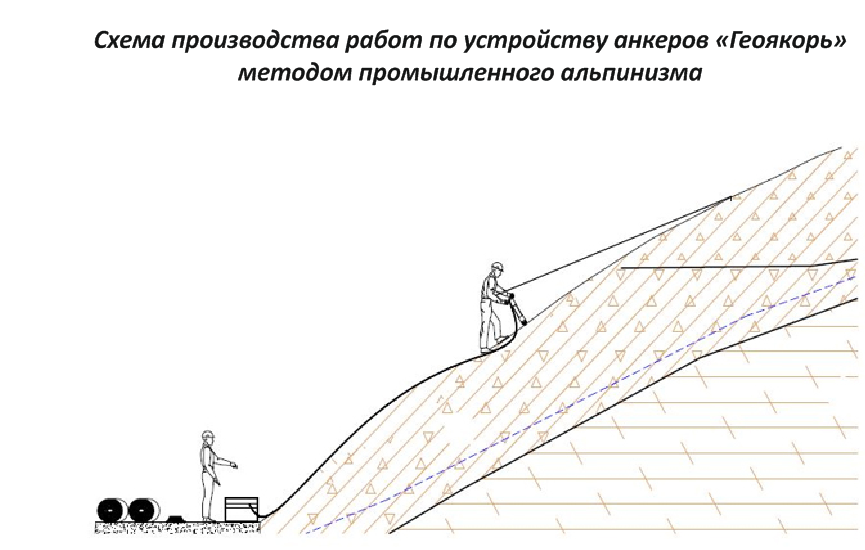 Схема производства работ по устройству анкеров «Геоякорь»
методом промышленного альпинизма